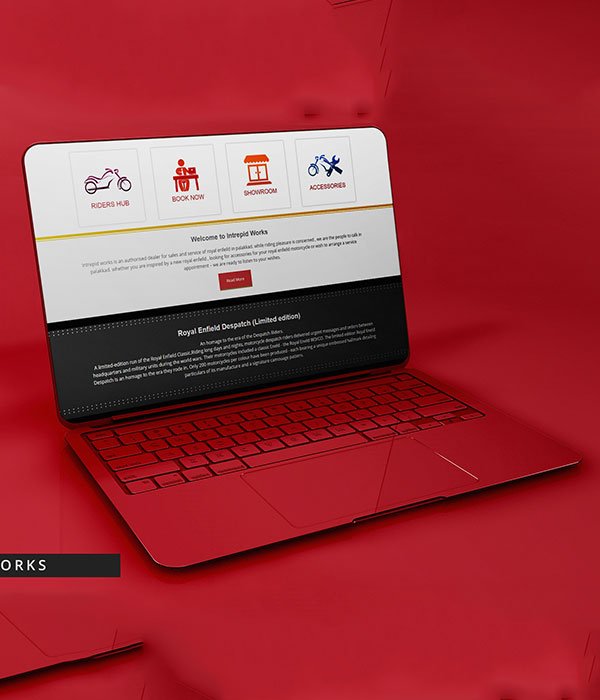 RIDERS HUB
BOOK NOW
SHOWROOM
ACCESSORIES
Welcome to Intrepid Works
Intrepid works is an authorised dealer for sales and service of royal enfield in palakkad. while riding pleasure is concerned , we are the people to talk in
palakkad. whether you are inspired by a new royal enfield , looking for accessories for your royal enfield motorcycle or wish to arrange a service
appointment - we are ready to listen to your wishes.
Read More
Royal Enfield Despatch (Limited edition)
An homage to the era of the Despatch Riders.
A limited-edition run of the Royal Enfield Classic,Riding long days and nights, motorcycle despatch riders delivered urgent messages and orders between
headquarters and military units during the world wars. Their motorcycles included a classic Enfield - the Royal Enfield WD/CO. The limited edition Royal Enfield
Despatch is an homage to the era they rode in. Only 200 motorcycles per colour have been produced - each bearing a unique embossed hallmark detailing
particulars of its manufacture and a signature camouflage pattern.
ORKS